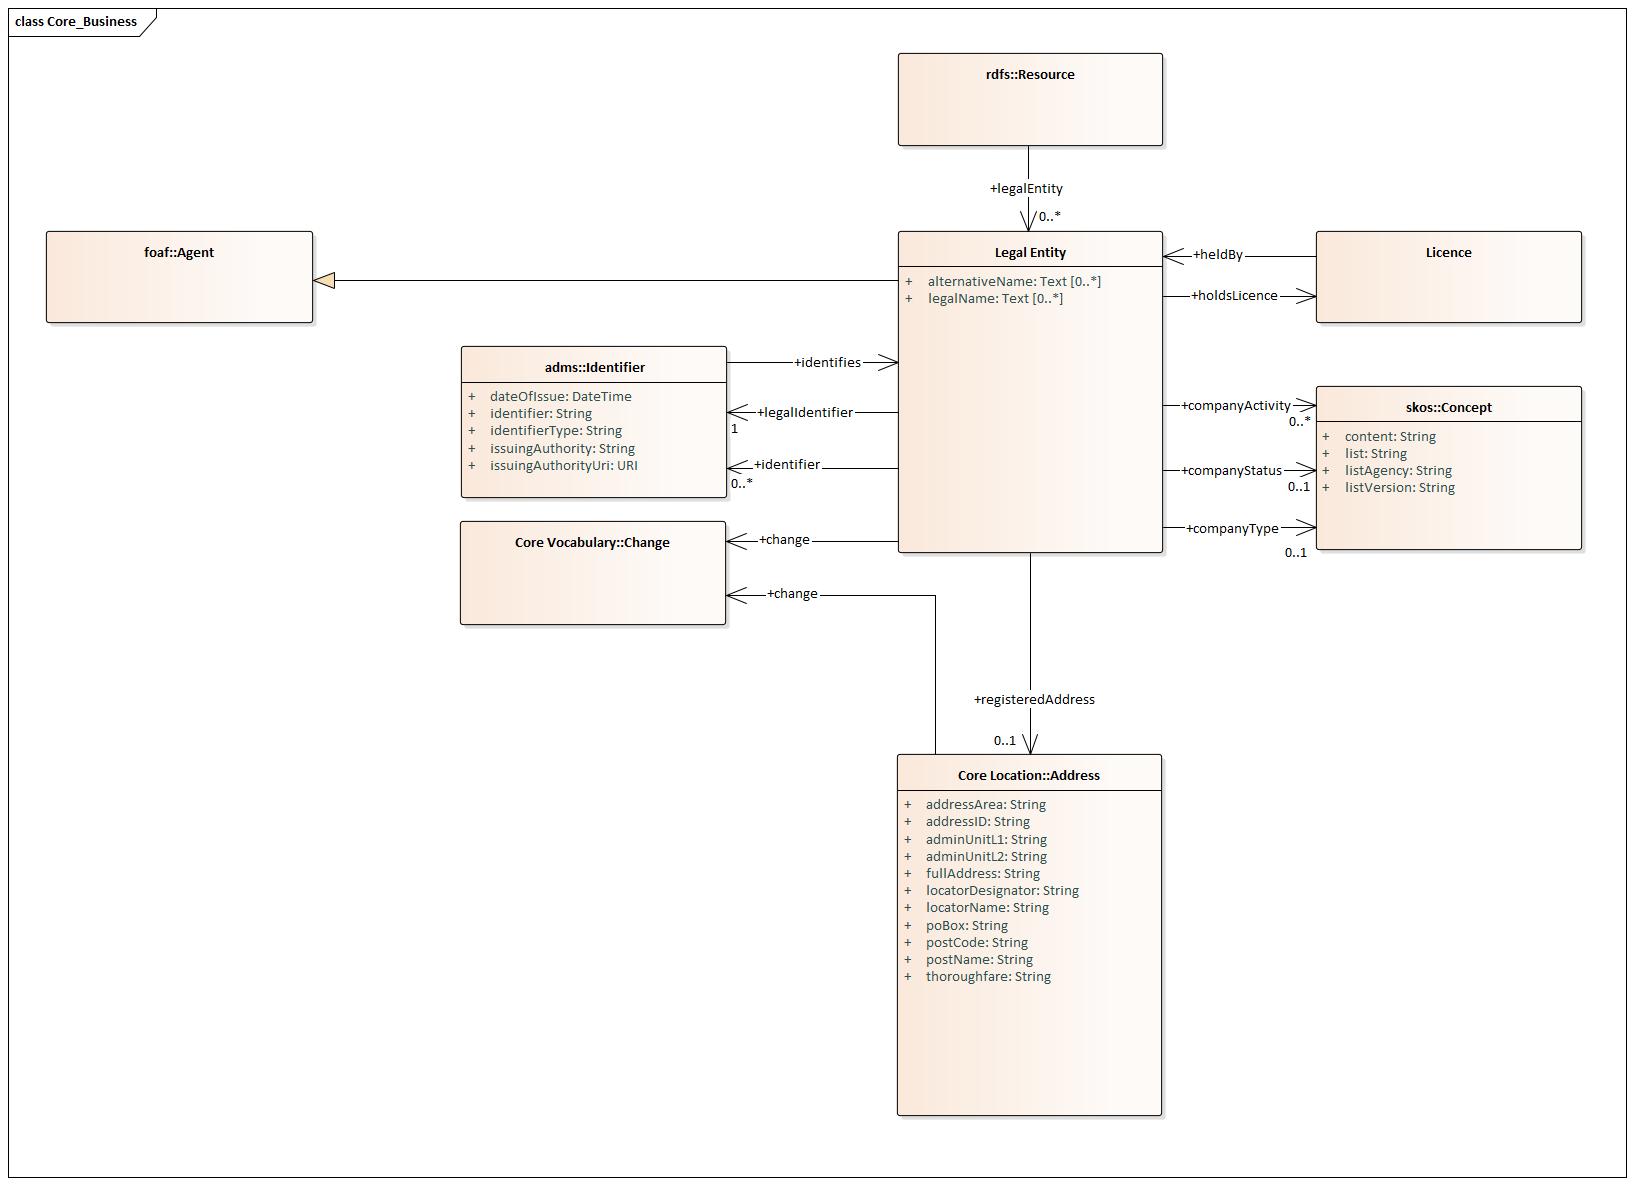 class Core_Business
rdfs::Resource
+legalEntity
0..*
foaf::Agent
Legal Entity
+ alternativeName: Text [0..*]
+ legalName: Text [0..*]
+heldBy
+holdsLicence
Licence
adms::Identifier
+ dateOfIssue: DateTime
+ identifier: String
+ identifierType: String
+ issuingAuthority: String
+ issuingAuthorityUri: URI
+identifies
+legalIdentifier
1
+identifier
0..*
+companyActivity
0..*
+companyStatus
0..1
+companyType
0..1
skos::Concept
+ content: String
+ list: String
+ listAgency: String
+ listVersion: String
Core Vocabulary::Change
+change
+change
+registeredAddress
0..1
Core Location::Address
+ addressArea: String
+ addressID: String
+ adminUnitL1: String
+ adminUnitL2: String
+ fullAddress: String
+ locatorDesignator: String
+ locatorName: String
+ poBox: String
+ postCode: String
+ postName: String
+ thoroughfare: String